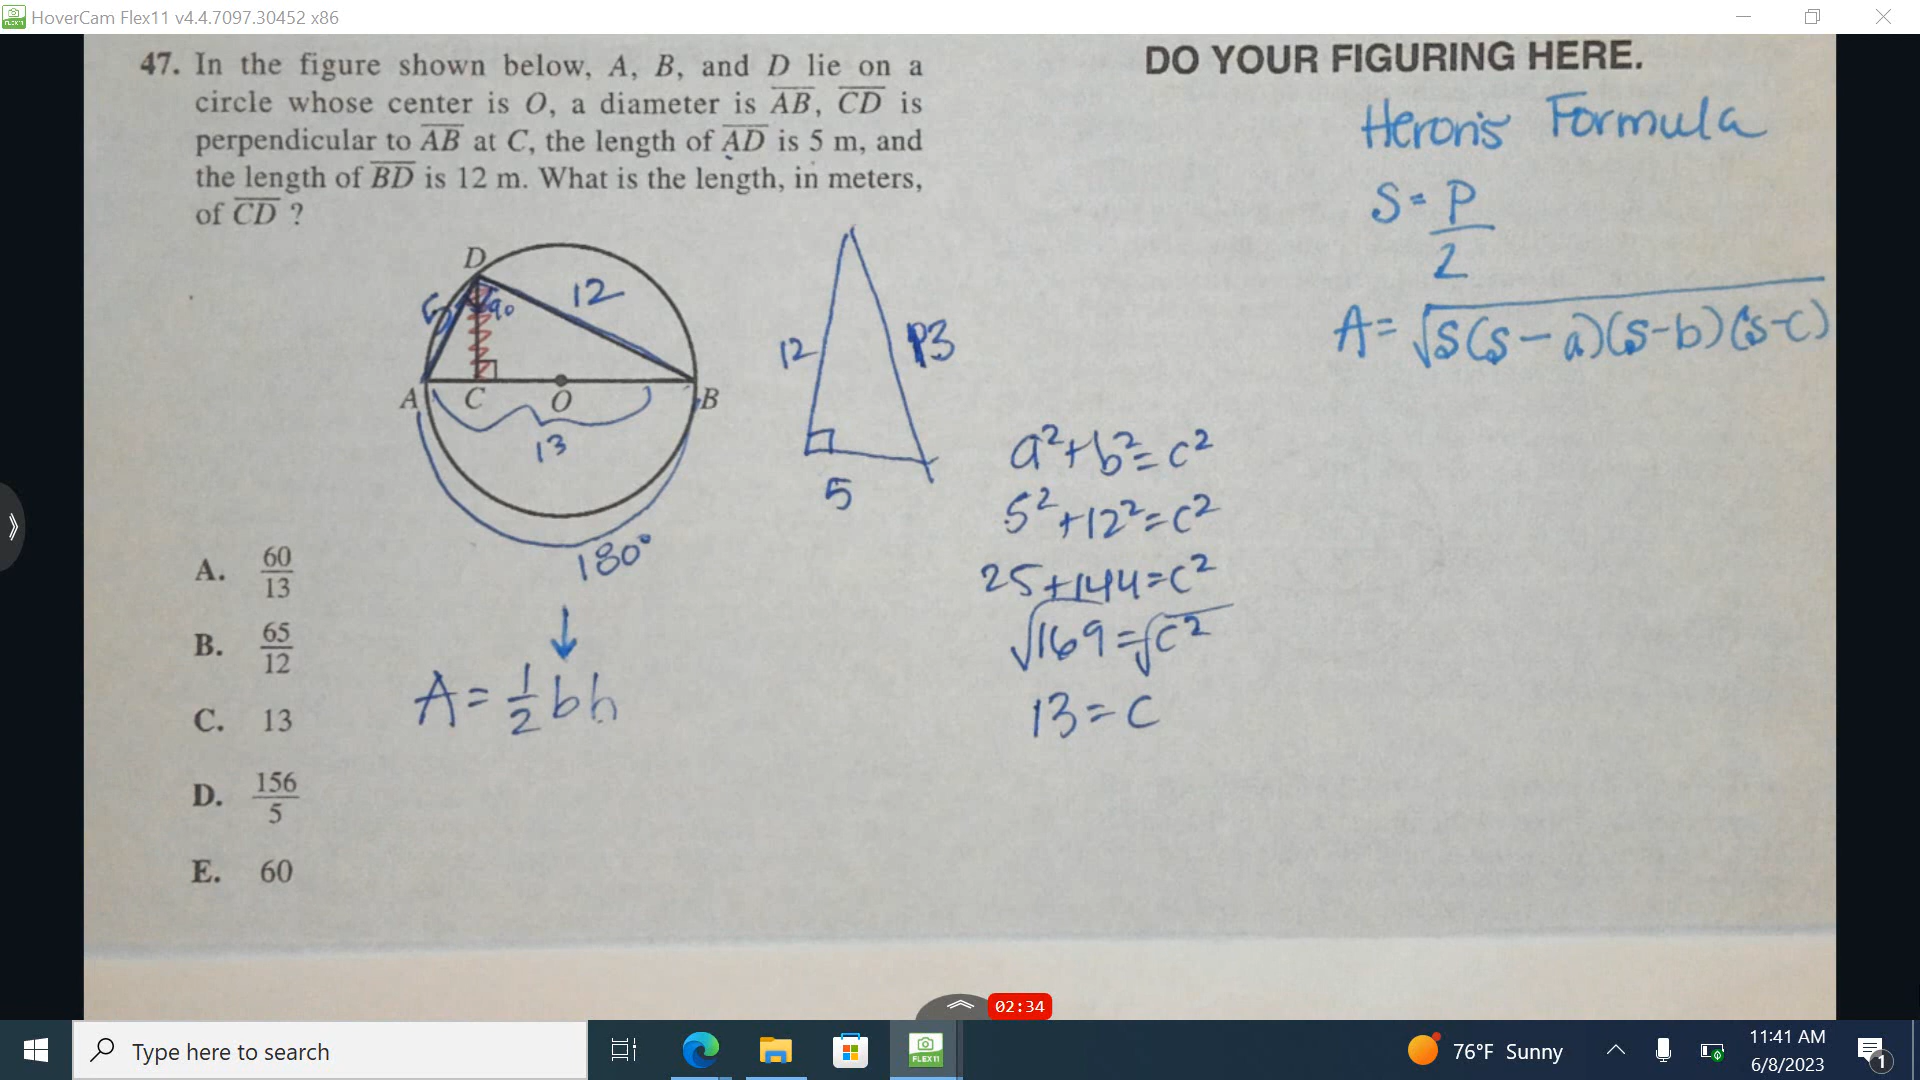 HoverCam Flex11 v4.4.7097.30452 x86
47. In the figure shown below, A, B, and D lie on a
circle whose center is O, a diameter is AB, CD is
perpendicular to AB at C, the length of AD is 5 m, and
the length of BD is 12 m. What is the length, in meters,
of CD ?
D
12
5
90
A
C
O
B
13
180°
A = 1/2 bh
12
13
5
A. 60/13
B. 65/12
C. 13
D. 156/5
E. 60
DO YOUR FIGURING HERE.
Heron's Formula
S = P/2
A = √S(S-a)(S-b)(S-c)
a²+b²=c²
5²+12²=c²
25+144=c²
√169=√c²
13=c
02:34
Type here to search
FLEX11
76°F Sunny
11:41 AM
6/8/2023
1